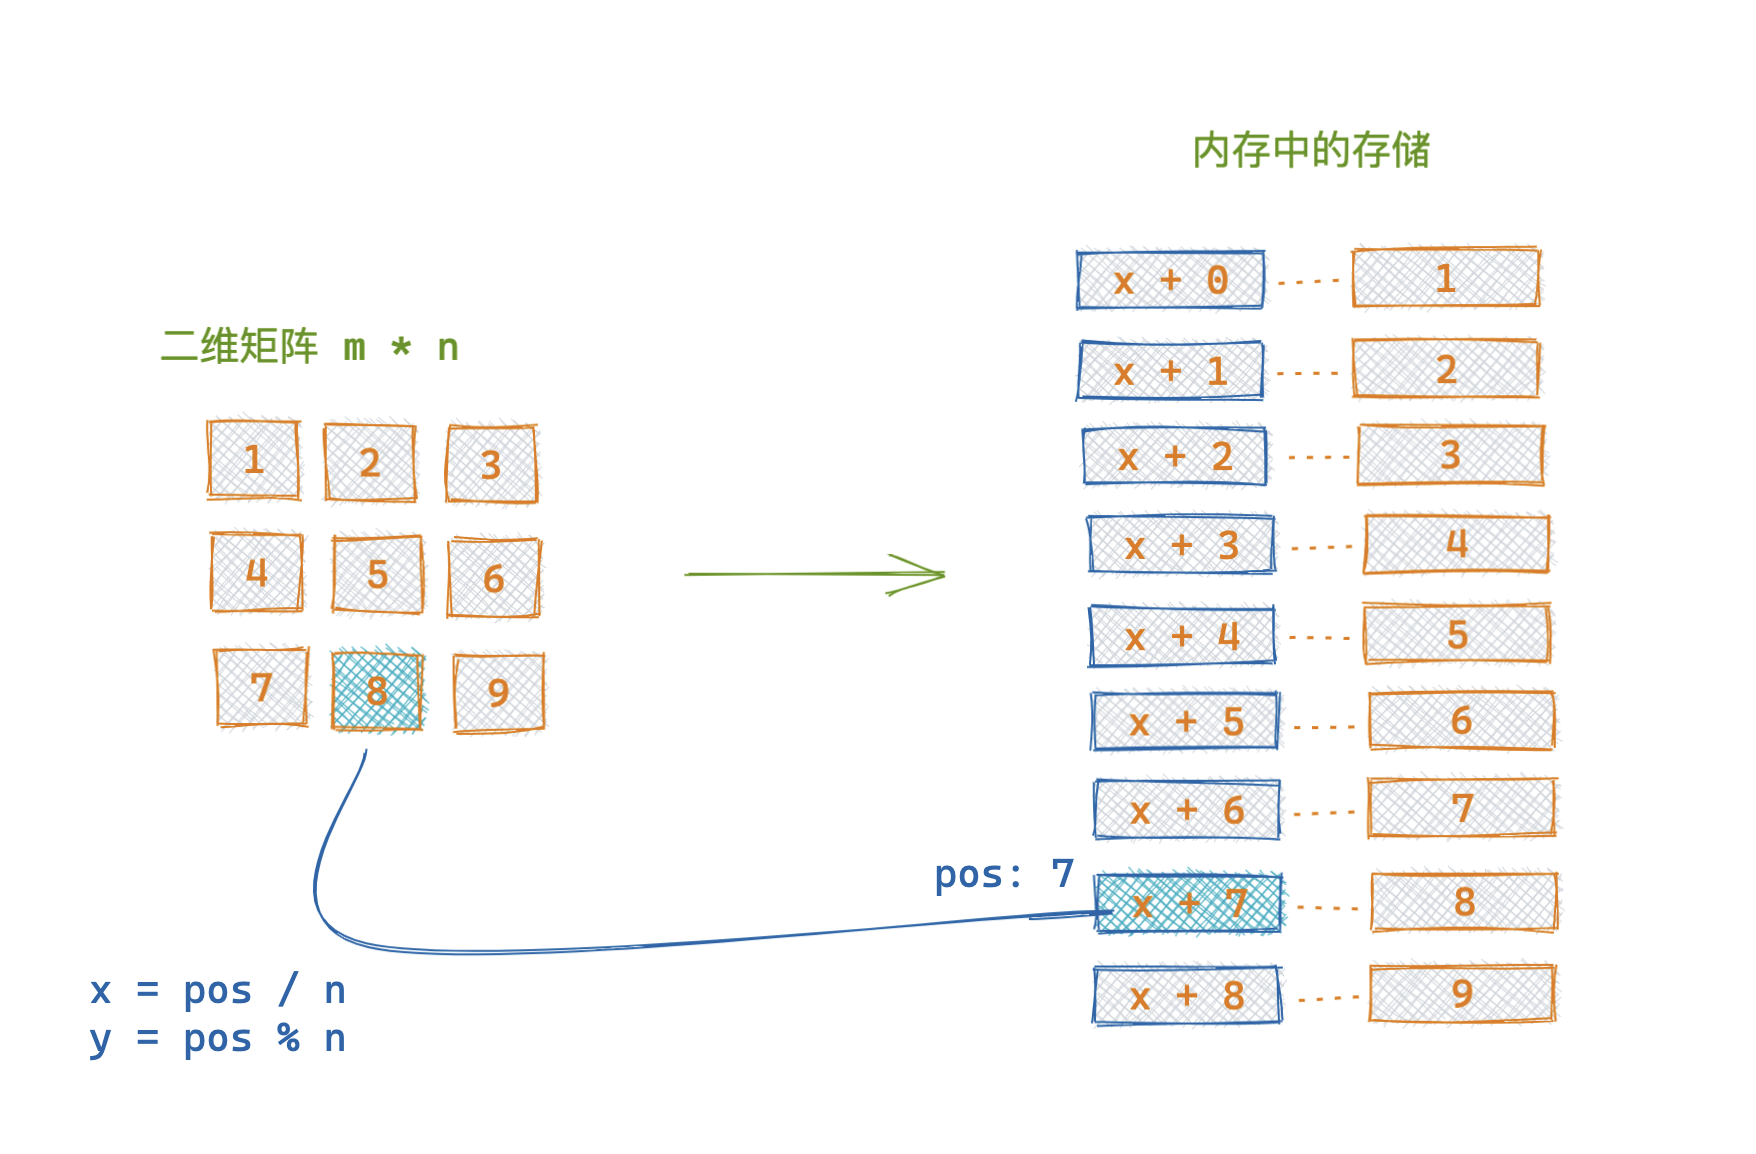 内存中的存储
二维矩阵 m * n
1 2 3
4 5 6
7 8 9
x + 0 1
x + 1 2
x + 2 3
x + 3 4
x + 4 5
x + 5 6
x + 6 7
pos: 7
x + 7 8
x + 8 9
x = pos / n
y = pos % n